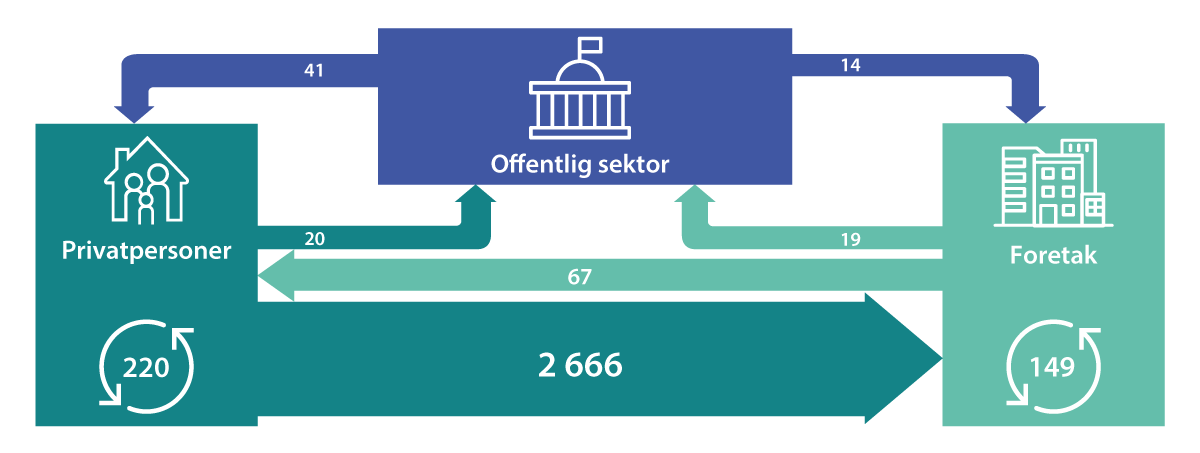 41
14
Offentlig sektor
Privatpersoner
20
19
Foretak
67
220
2 666
149